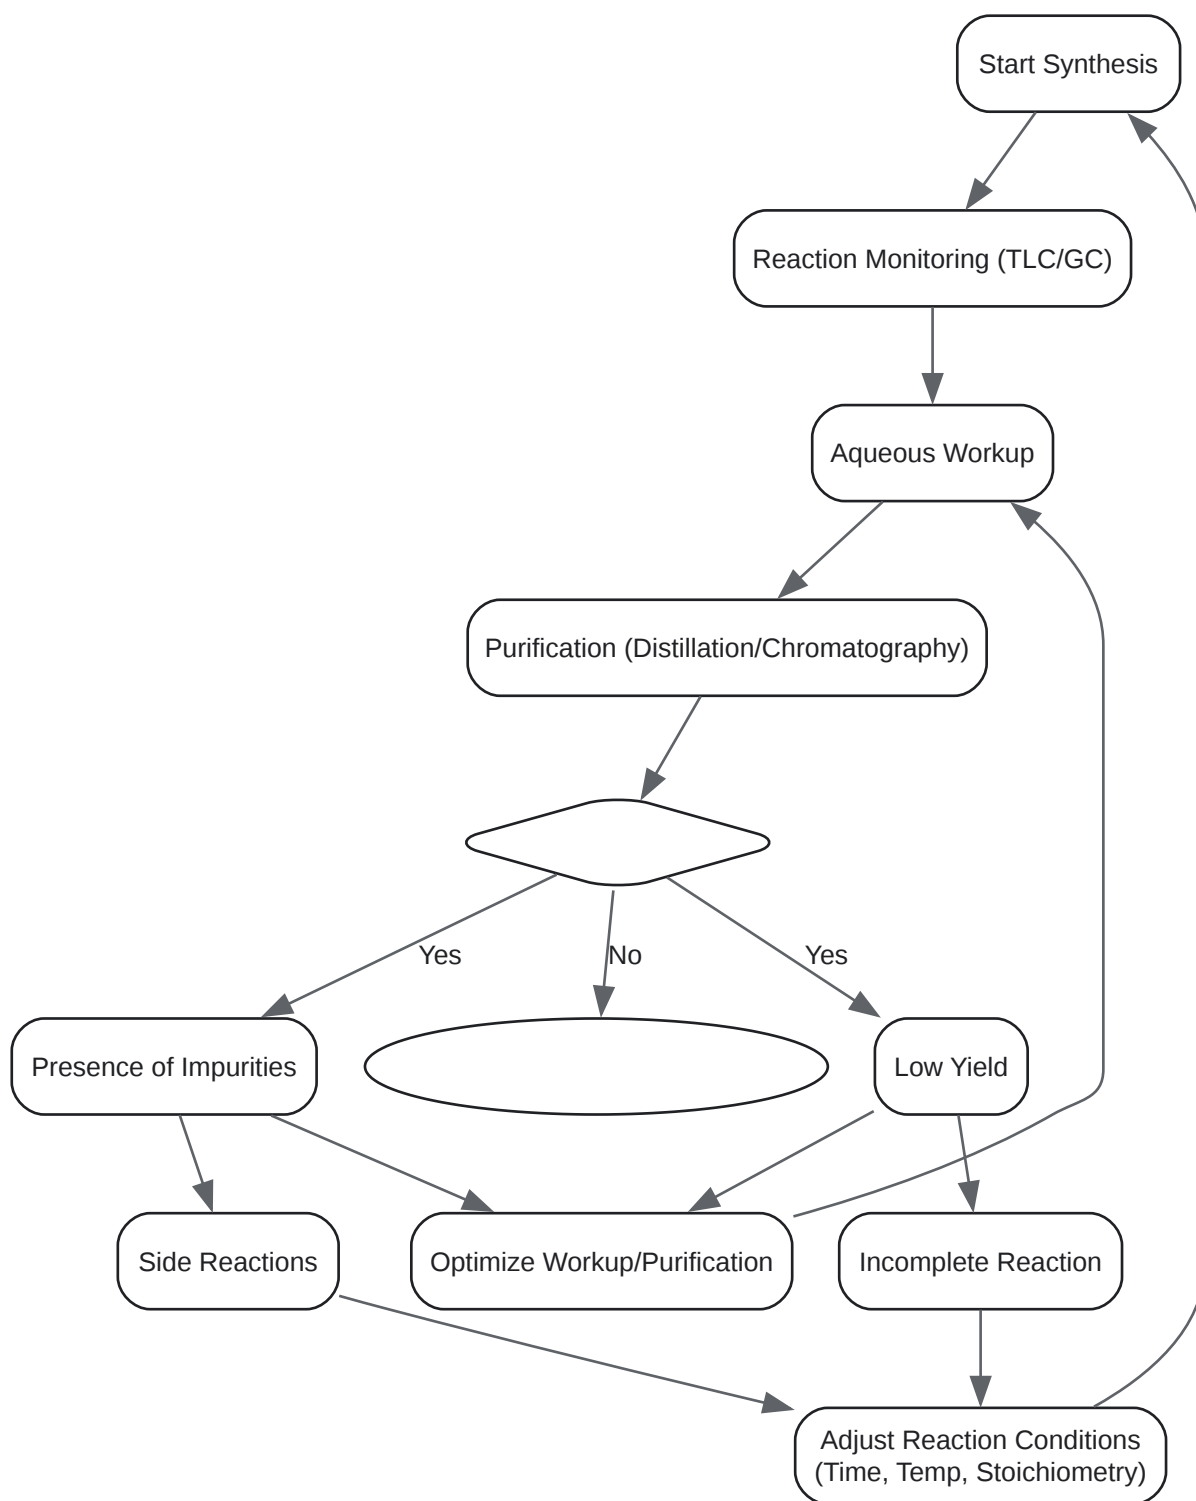 Start Synthesis
Reaction Monitoring (TLC/GC)
Aqueous Workup
Purification (Distillation/Chromatography)
Yes
No
Yes
Presence of Impurities
Low Yield
Side Reactions
Optimize Workup/Purification
Incomplete Reaction
Adjust Reaction Conditions
(Time, Temp, Stoichiometry)